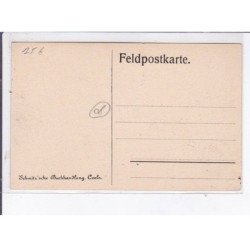 Feldpostkarte.
Schmitz'sche Buchhandlung, Coeln.